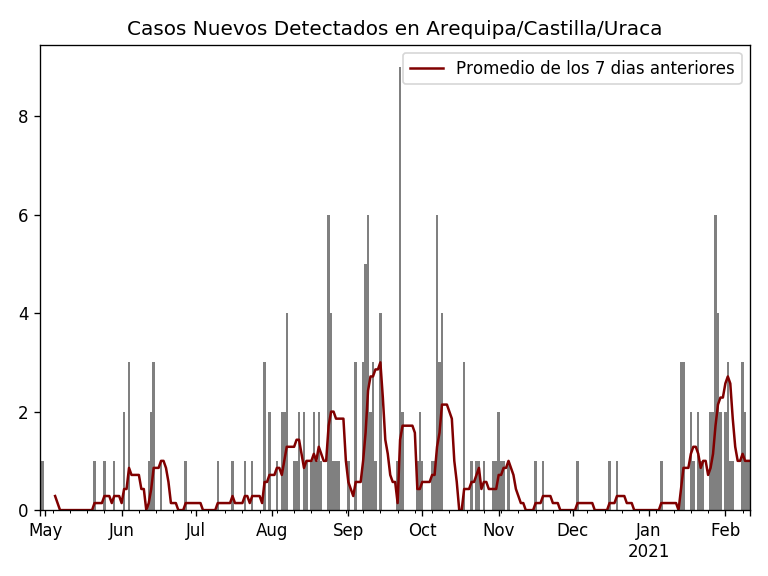 Casos Nuevos Detectados en Arequipa/Castilla/Uraca
Promedio de los 7 dias anteriores
8
6
4
2
0
May Jun Jul Aug Sep Oct Nov Dec Jan Feb
2021